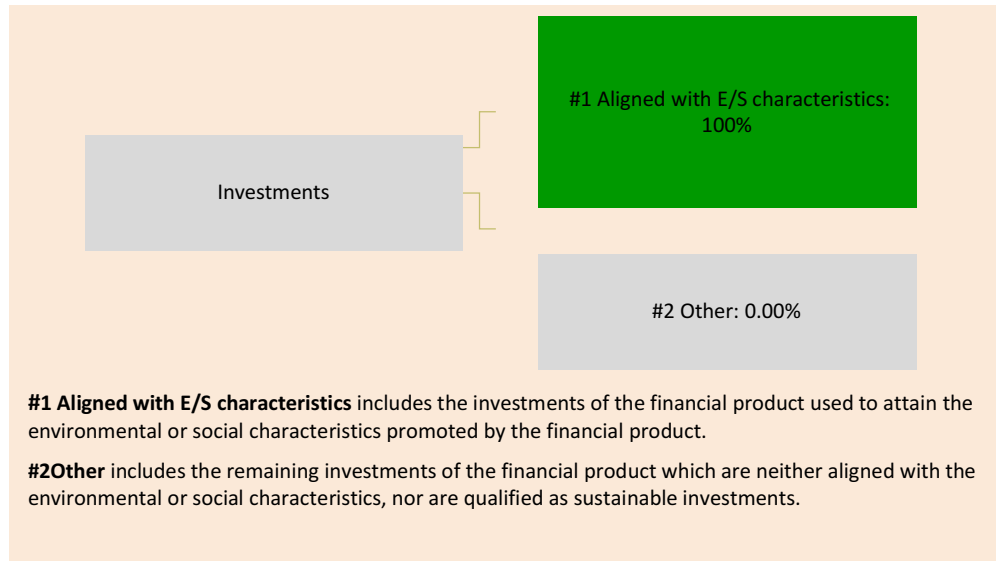 #1 Aligned with E/S characteristics:
100%
Investments
#2 Other: 0.00%
#1 Aligned with E/S characteristics includes the investments of the financial product used to attain the
environmental or social characteristics promoted by the financial product.
#2Other includes the remaining investments of the financial product which are neither aligned with the
environmental or social characteristics, nor are qualified as sustainable investments.